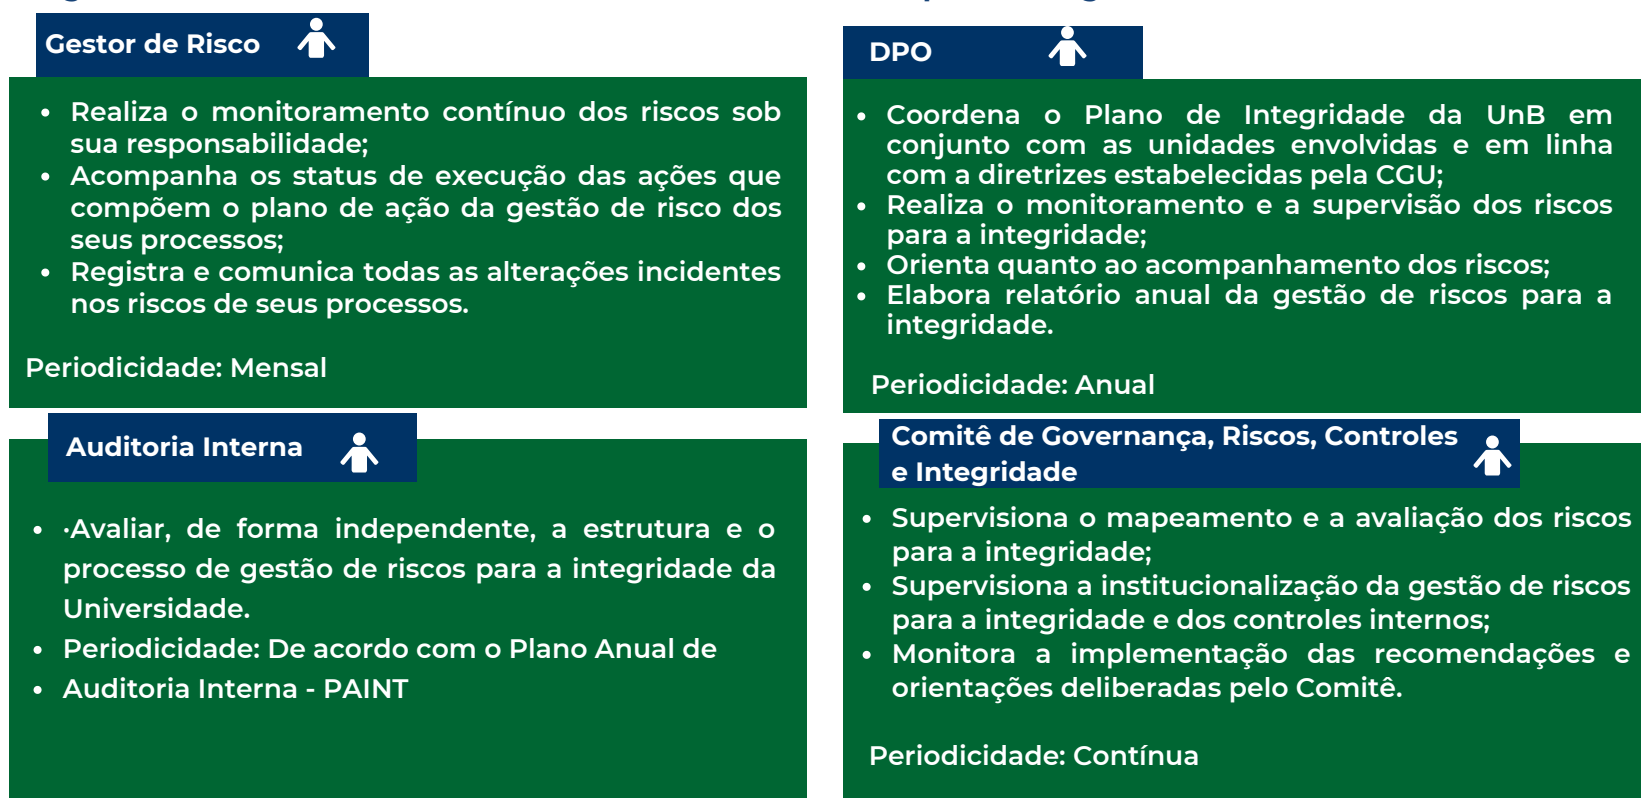 Gestor de Risco
• Realiza o monitoramento contínuo dos riscos sob
sua responsabilidade;
• Acompanha os status de execução das ações que
compõem o plano de ação da gestão de risco dos
seus processos;
• Registra e comunica todas as alterações incidentes
nos riscos de seus processos.
Periodicidade: Mensal
DPO
• Coordena o Plano de Integridade da UnB em
conjunto com as unidades envolvidas e em linha
com a diretrizes estabelecidas pela CGU;
• Realiza o monitoramento e a supervisão dos riscos
para a integridade;
• Orienta quanto ao acompanhamento dos riscos;
• Elabora relatório anual da gestão de riscos para a
integridade.
Periodicidade: Anual
Auditoria Interna
• ·Avaliar, de forma independente, a estrutura e o
processo de gestão de riscos para a integridade da
Universidade.
• Periodicidade: De acordo com o Plano Anual de
• Auditoria Interna - PAINT
Comitê de Governança, Riscos, Controles
e Integridade
• Supervisiona o mapeamento e a avaliação dos riscos
para a integridade;
• Supervisiona a institucionalização da gestão de riscos
para a integridade e dos controles internos;
• Monitora a implementação das recomendações e
orientações deliberadas pelo Comitê.
Periodicidade: Contínua